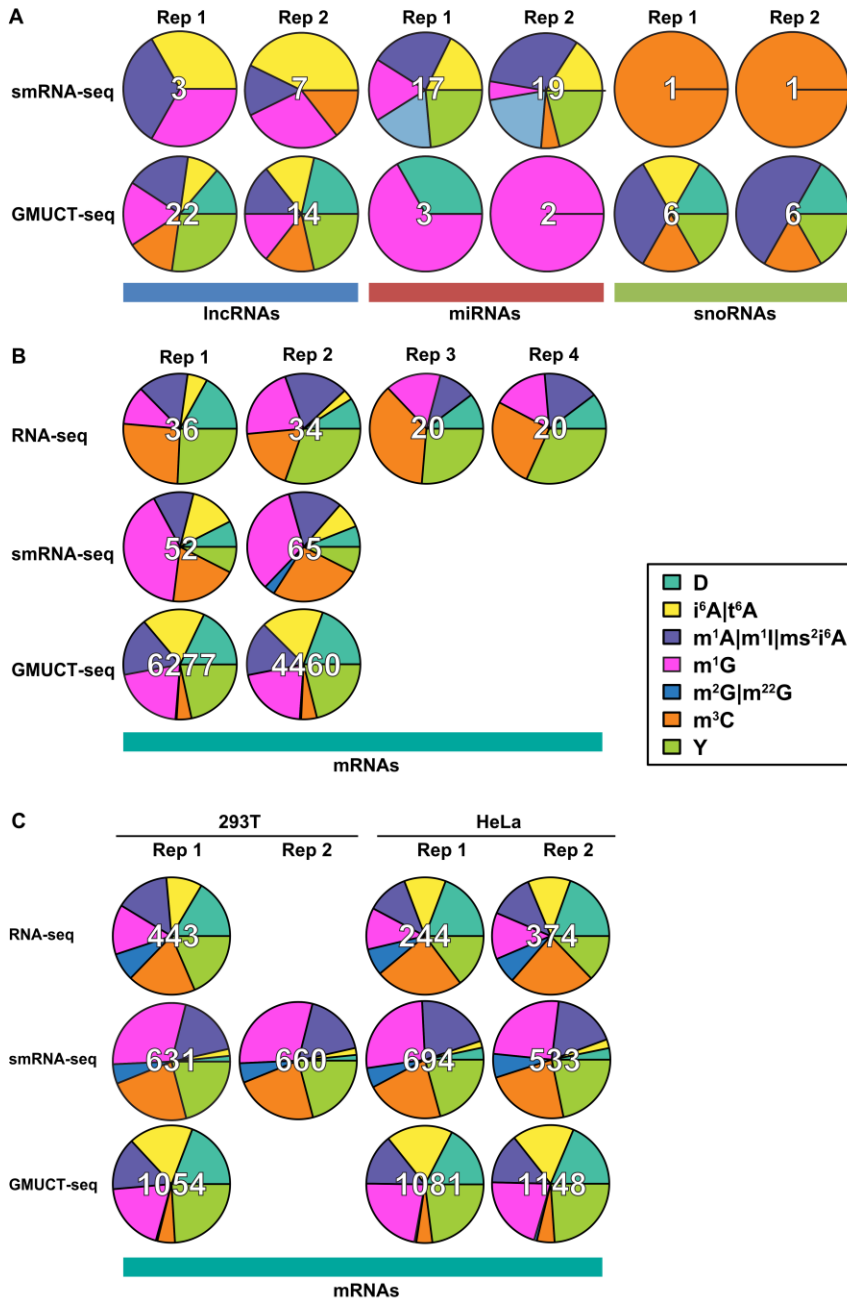 A
Rep 1 Rep 2 Rep 1 Rep 2 Rep 1 Rep 2
smRNA-seq 3 7 17 19 1 1
GMUCT-seq 22 14 3 2 6 6
lncRNAs miRNAs snoRNAs
B
Rep 1 Rep 2 Rep 3 Rep 4
RNA-seq 36 34 20 20
smRNA-seq 52 65
GMUCT-seq 6277 4460
mRNAs
D
i⁶A|t⁶A
m¹A|m¹I|ms²i⁶A
m¹G
m²G|m²²G
m³C
Y
C
293T HeLa
Rep 1 Rep 2 Rep 1 Rep 2
RNA-seq 443 244 374
smRNA-seq 631 660 694 533
GMUCT-seq 1054 1081 1148
mRNAs